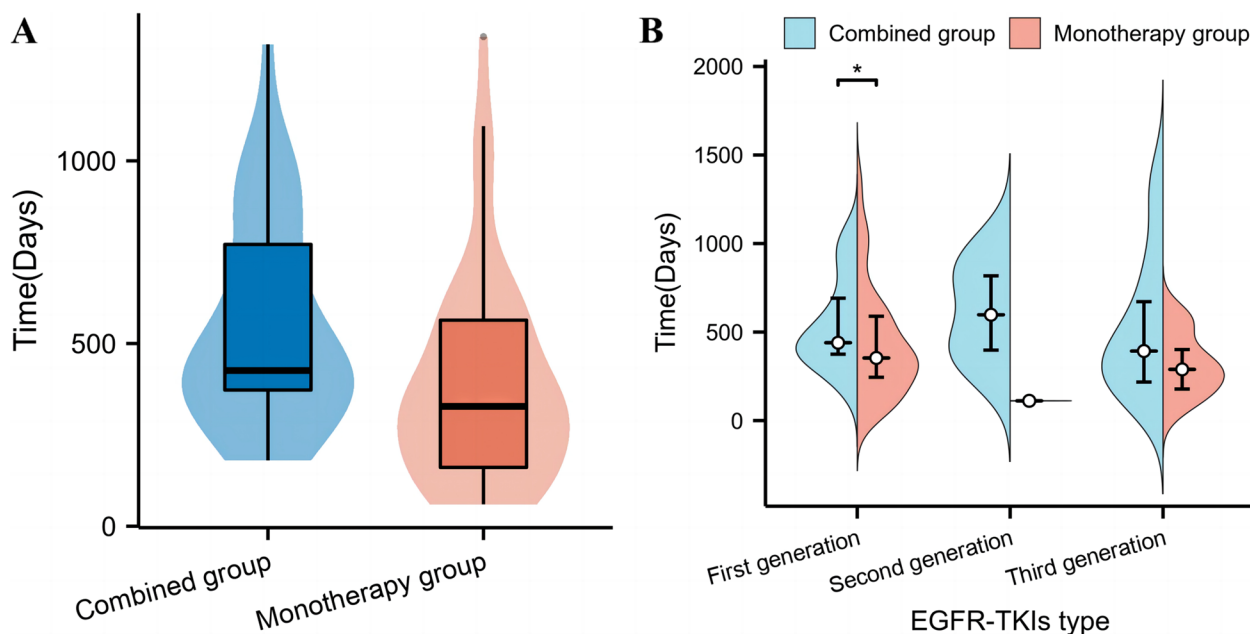 A
Time(Days)
1000
500
0
Combined group
Monotherapy group
B
Combined group
Monotherapy group
*
Time(Days)
2000
1500
1000
500
0
First generation
Second generation
Third generation
EGFR-TKIs type